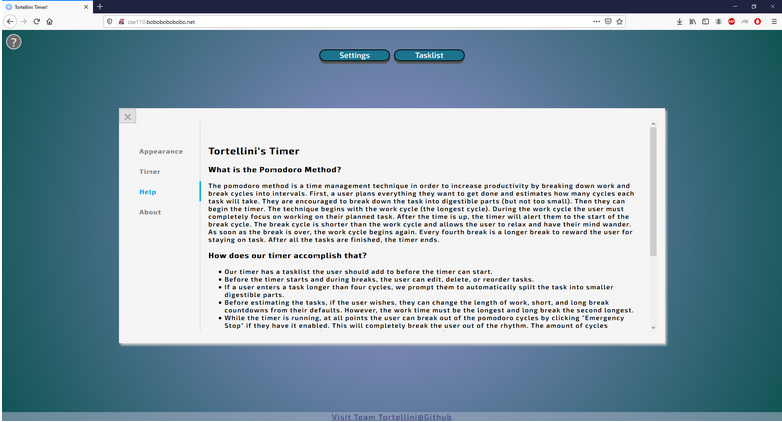 Tortellini Timer!
cse110.bobobobobobo.net
Settings
Tasklist
Appearance
Timer
Help
About
Tortellini's Timer
What is the Pomodoro Method?
The pomodoro method is a time management technique in order to increase productivity by breaking down work and
break cycles into intervals. First, a user plans everything they want to get done and estimates how many cycles each
task will take. They are encouraged to break down the task into digestible parts (but not too small). Then they can
begin the timer. The technique begins with the work cycle (the longest cycle). During the work cycle the user must
completely focus on working on their planned task. After the time is up, the timer will alert them to the start of the
break cycle. The break cycle is shorter than the work cycle and allows the user to relax and have their mind wander.
As soon as the break is over, the work cycle begins again. Every fourth break is a longer break to reward the user for
staying on task. After all the tasks are finished, the timer ends.
How does our timer accomplish that?
Our timer has a tasklist the user should add to before the timer can start.
Before the timer starts and during breaks, the user can edit, delete, or reorder tasks.
If a user enters a task longer than four cycles, we prompt them to automatically split the task into smaller
digestible parts.
Before estimating the tasks, if the user wishes, they can change the length of work, short, and long break
countdowns from their defaults. However, the work time must be the longest and long break the second longest.
While the timer is running, at all points the user can break out of the pomodoro cycles by clicking "Emergency
Stop" if they have it enabled. This will completely break the user out of the rhythm. The amount of cycles
Visit Team Tortellini@Github